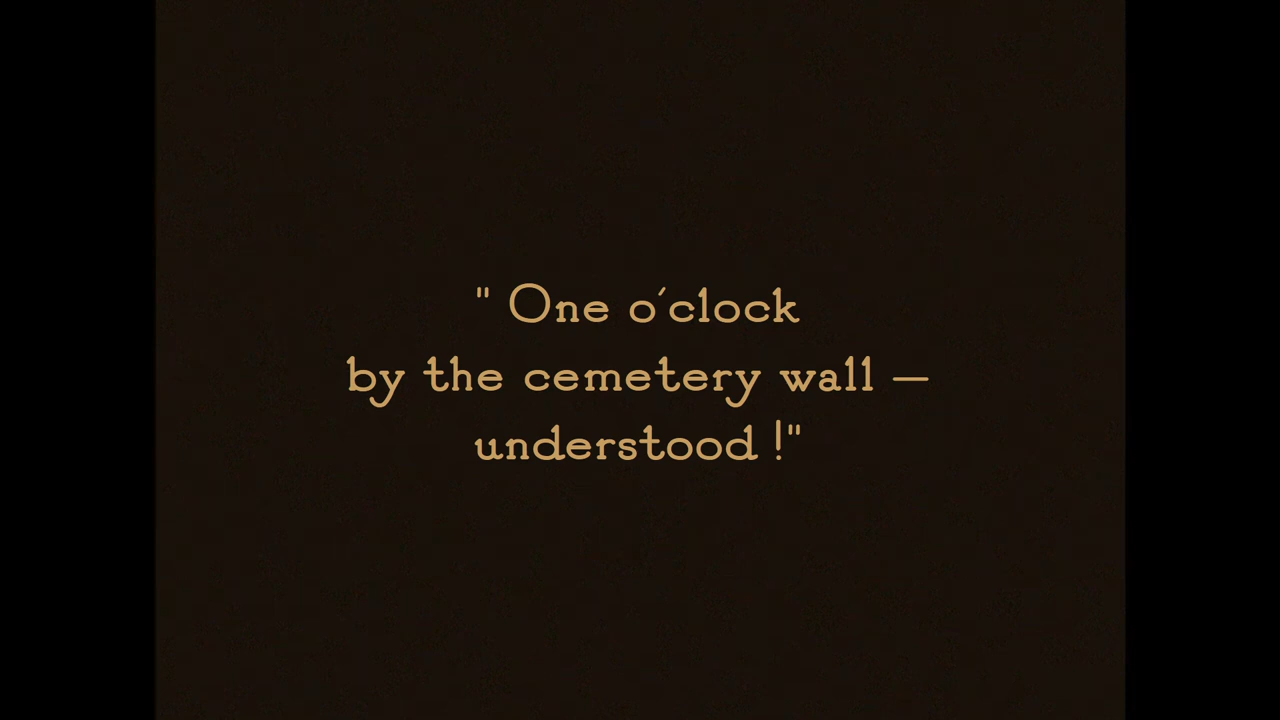 " One o'clock
by the cemetery wall —
understood !"